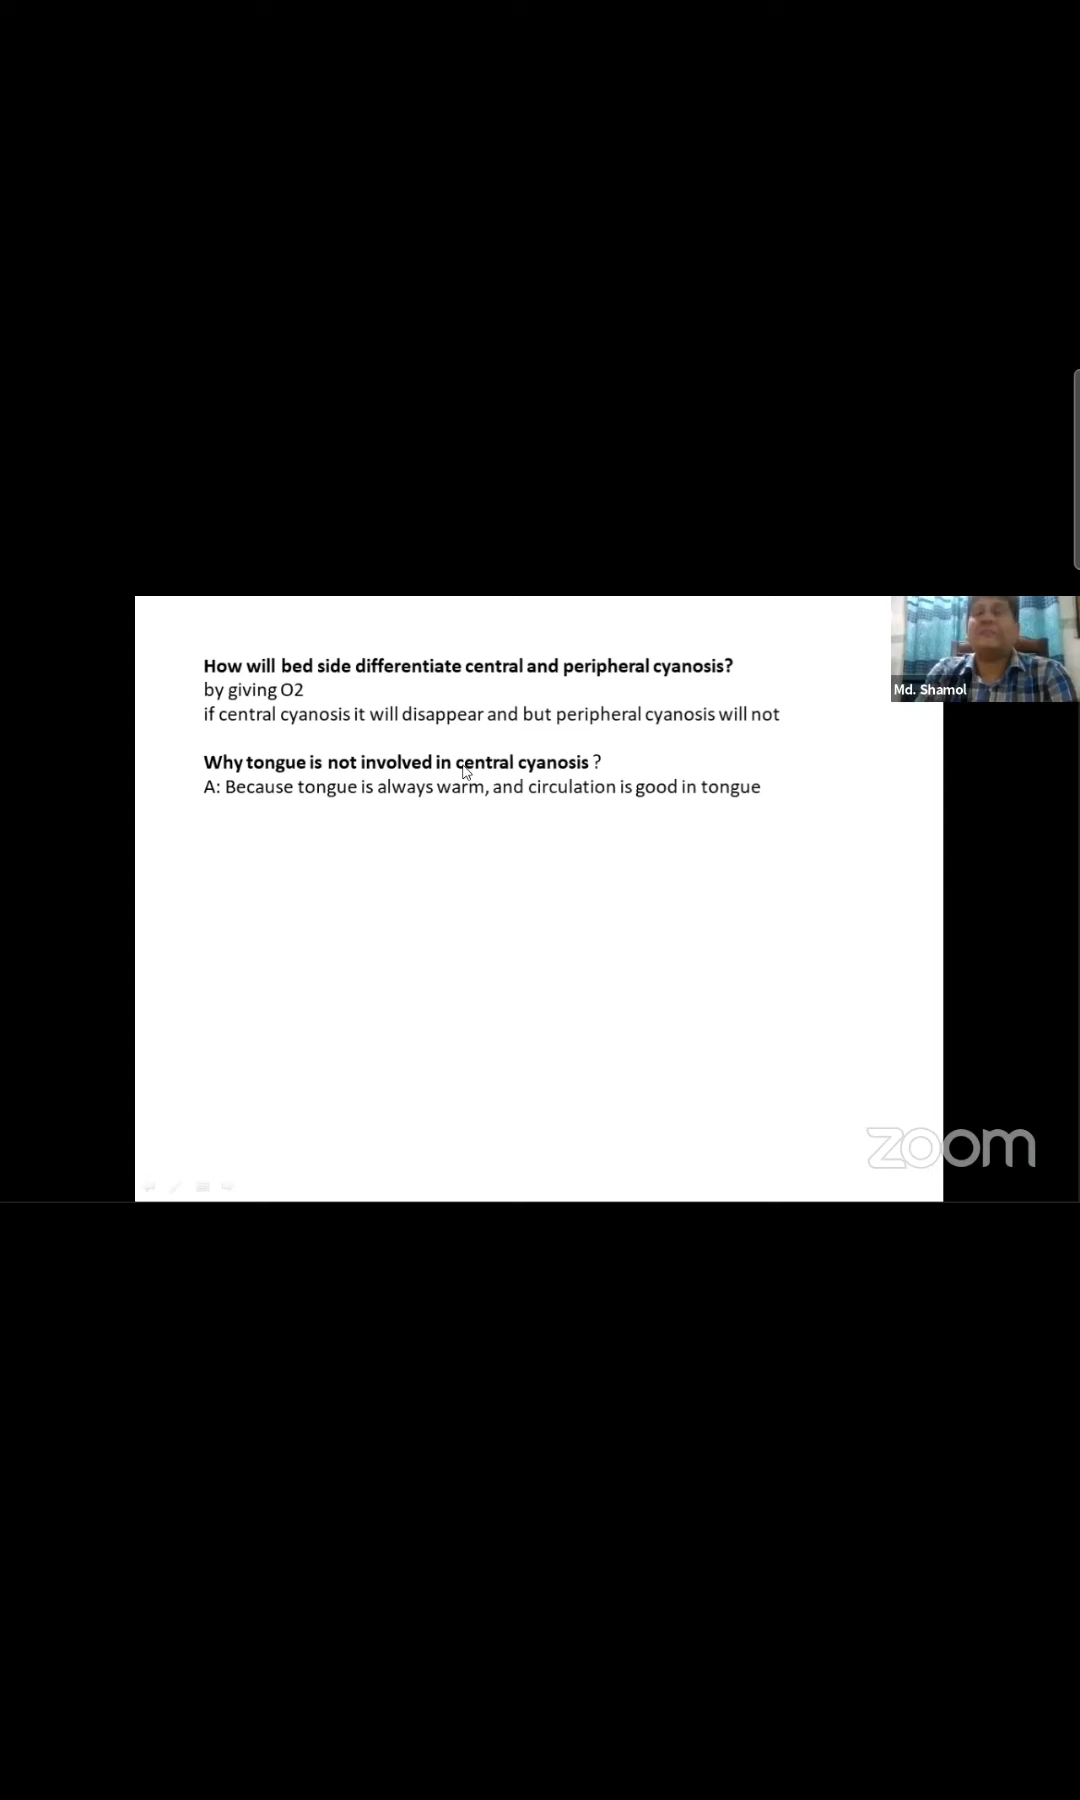 How will bed side differentiate central and peripheral cyanosis?
by giving O2
if central cyanosis it will disappear and but peripheral cyanosis will not
Why tongue is not involved in central cyanosis ?
A: Because tongue is always warm, and circulation is good in tongue
Md. Shamol
zoom